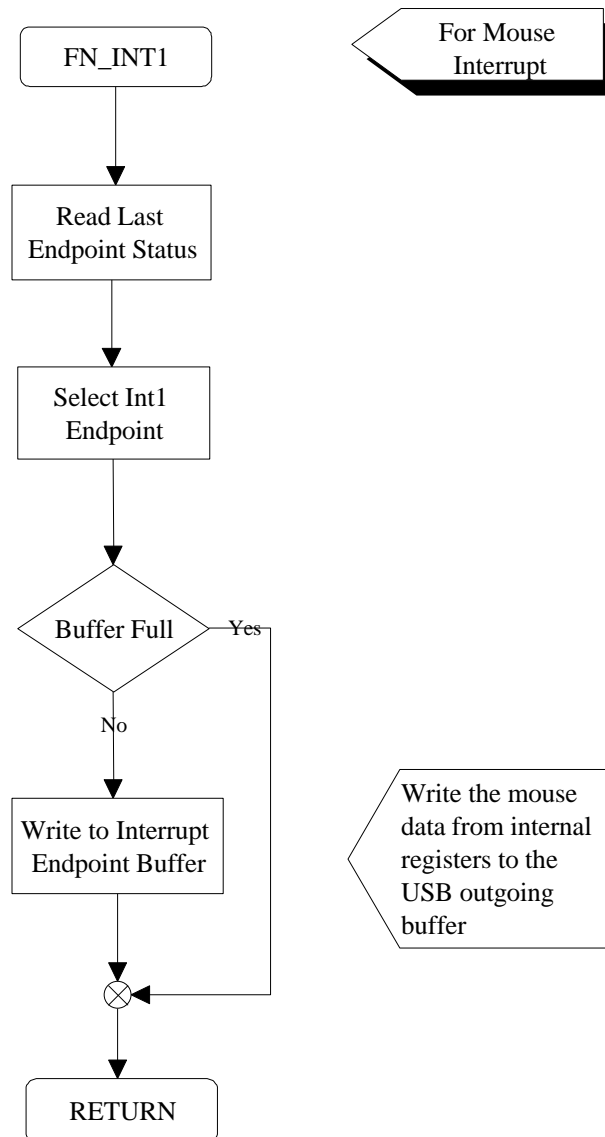 FN_INT1
For Mouse
Interrupt
Read Last
Endpoint Status
Select Int1
Endpoint
Buffer Full
Yes
No
Write to Interrupt
Endpoint Buffer
Write the mouse
data from internal
registers to the
USB outgoing
buffer
RETURN